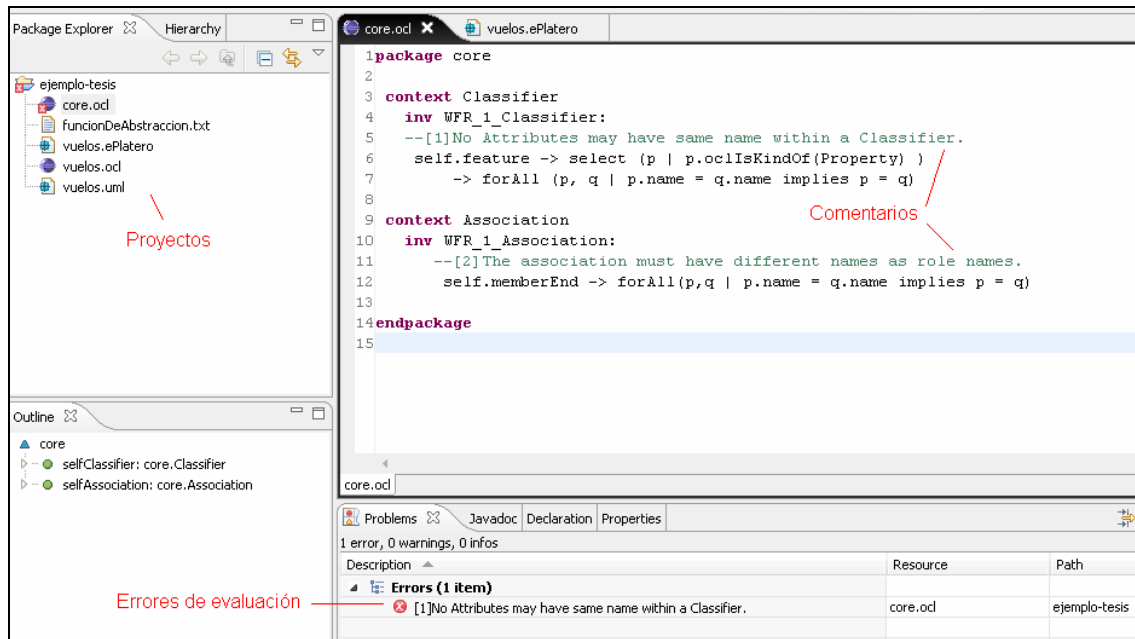 Package Explorer
Hierarchy
ejemplo-tesis
core.ocl
funcionDeAbstraccion.txt
vuelos.ePlatero
vuelos.ocl
vuelos.uml
Proyectos
Outline
core
selfClassifier: core.Classifier
selfAssociation: core.Association
core.ocl
vuelos.ePlatero
1 package core
2
3 context Classifier
4 inv WFR_1_Classifier:
5 --[1]No Attributes may have same name within a Classifier.
6 self.feature -> select (p | p.oclIsKindOf(Property) )
7 -> forAll (p, q | p.name = q.name implies p = q)
8
9 context Association
10 inv WFR_1_Association:
11 --[2]The association must have different names as role names.
12 self.memberEnd -> forAll(p,q | p.name = q.name implies p = q)
13
14 endpackage
15
Comentarios
core.ocl
Problems
Javadoc
Declaration
Properties
1 error, 0 warnings, 0 infos
Description
Resource
Path
Errors (1 item)
[1]No Attributes may have same name within a Classifier.
core.ocl
ejemplo-tesis
Errores de evaluación